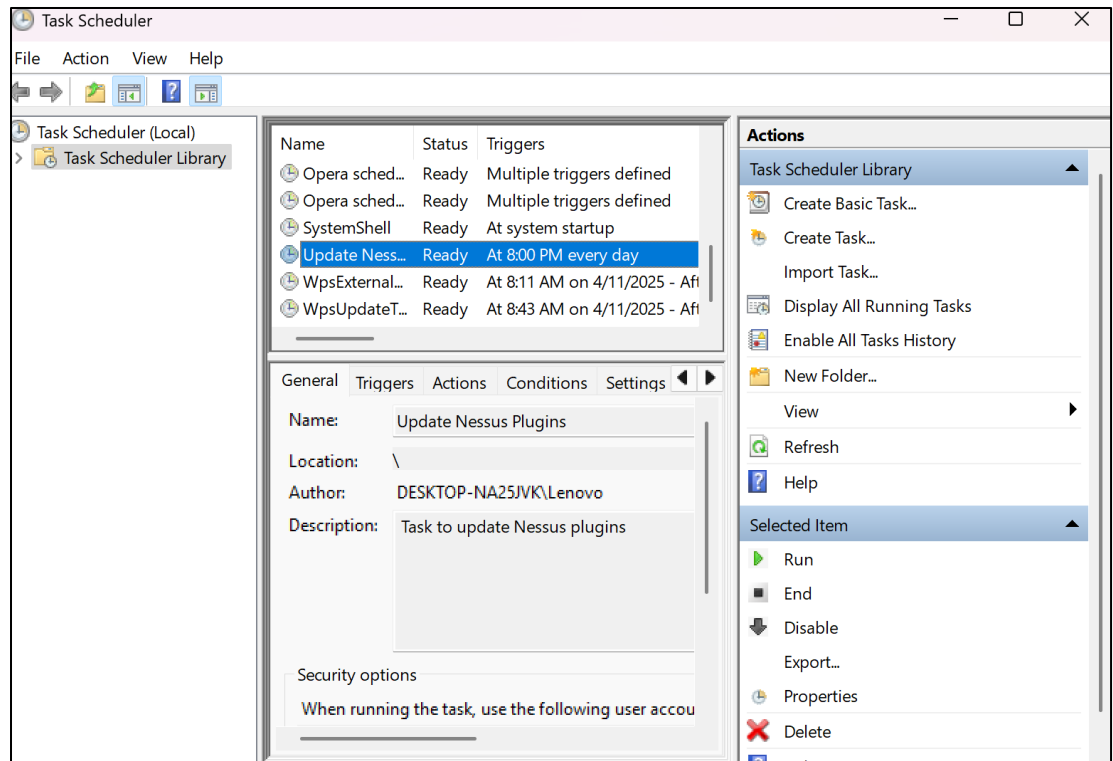 Task Scheduler
File Action View Help
Task Scheduler (Local)
Task Scheduler Library
Name Status Triggers
Opera sched... Ready Multiple triggers defined
Opera sched... Ready Multiple triggers defined
SystemShell Ready At system startup
Update Ness... Ready At 8:00 PM every day
WpsExternal... Ready At 8:11 AM on 4/11/2025 - Aft
WpsUpdateT... Ready At 8:43 AM on 4/11/2025 - Aft
General Triggers Actions Conditions Settings
Name: Update Nessus Plugins
Location: \
Author: DESKTOP-NA25JVK\Lenovo
Description: Task to update Nessus plugins
Security options
When running the task, use the following user accou
Actions
Task Scheduler Library
Create Basic Task...
Create Task...
Import Task...
Display All Running Tasks
Enable All Tasks History
New Folder...
View
Refresh
Help
Selected Item
Run
End
Disable
Export...
Properties
Delete